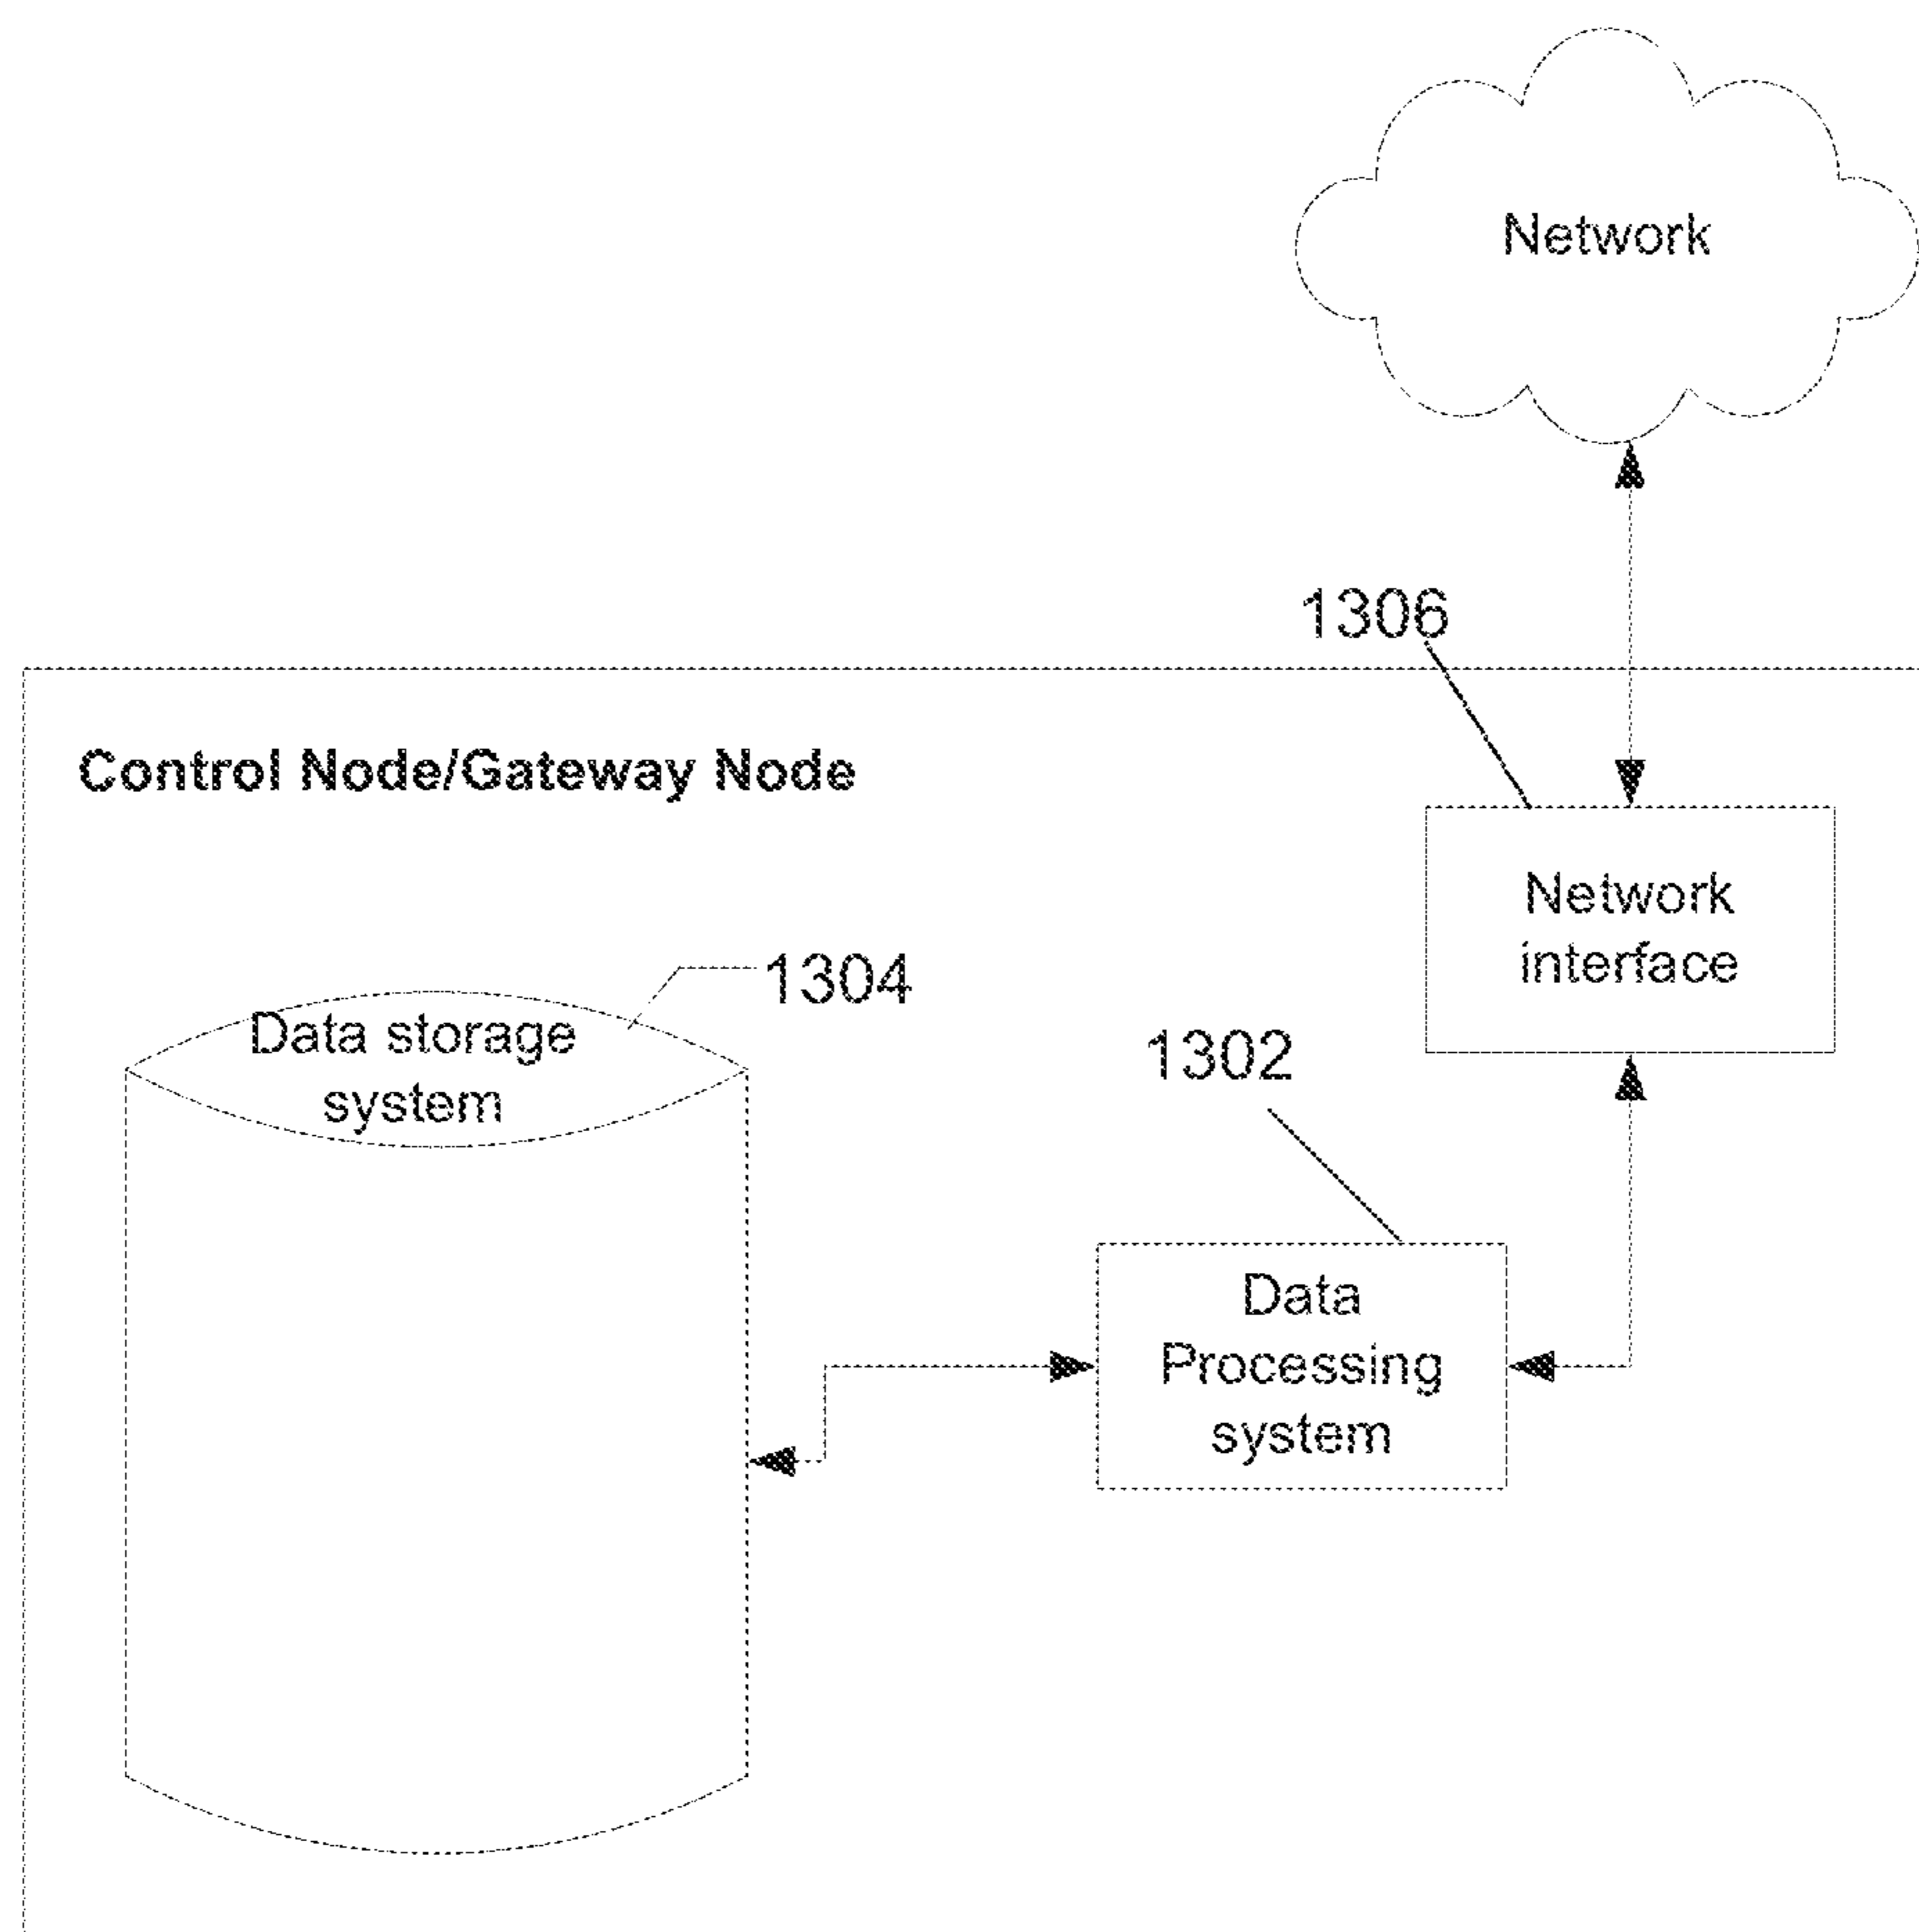 Network
1306
Control Node/Gateway Node
Network
interface
1304
Data storage
system
1302
Data
Processing
system